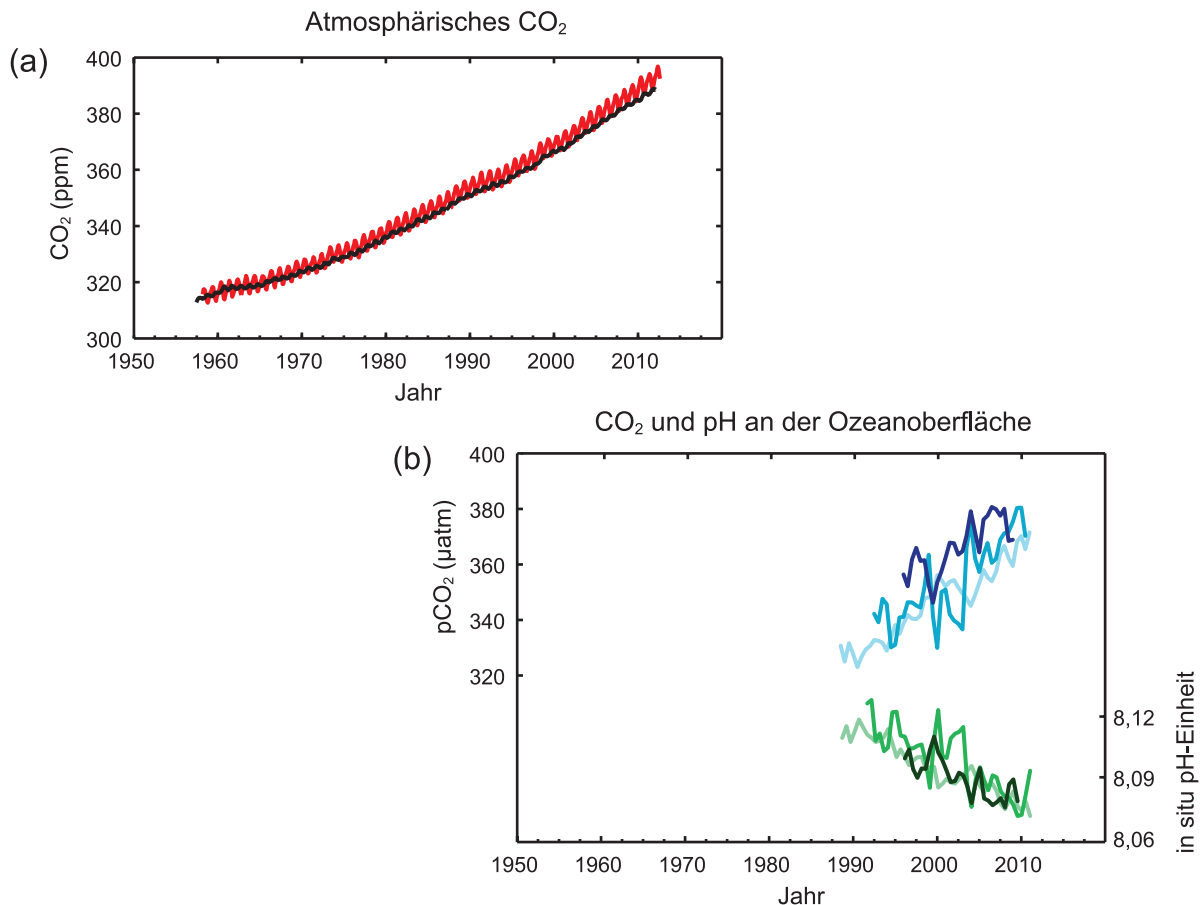 Atmosphärisches CO₂
(a)
400
380
360
340
320
300
CO₂ (ppm)
1950 1960 1970 1980 1990 2000 2010
Jahr
CO₂ und pH an der Ozeanoberfläche
(b)
400
380
360
340
320
pCO₂ (µatm)
8,12
8,09
8,06
in situ pH-Einheit
1950 1960 1970 1980 1990 2000 2010
Jahr